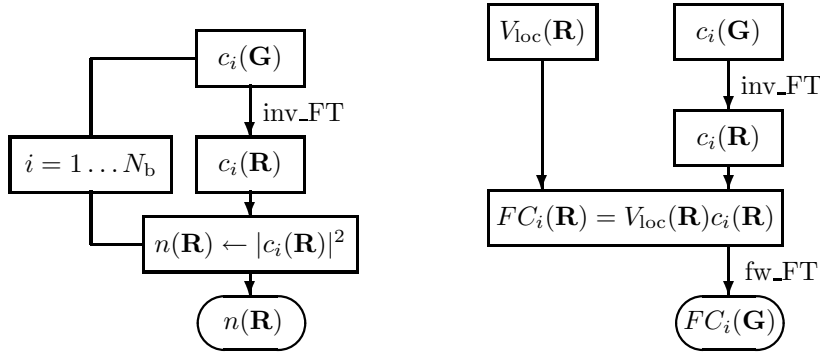 c_i(G)
inv_FT
i = 1 … N_b
c_i(R)
n(R) ← |c_i(R)|^2
n(R)
V_loc(R)
c_i(G)
inv_FT
c_i(R)
FC_i(R) = V_loc(R)c_i(R)
fw_FT
FC_i(G)